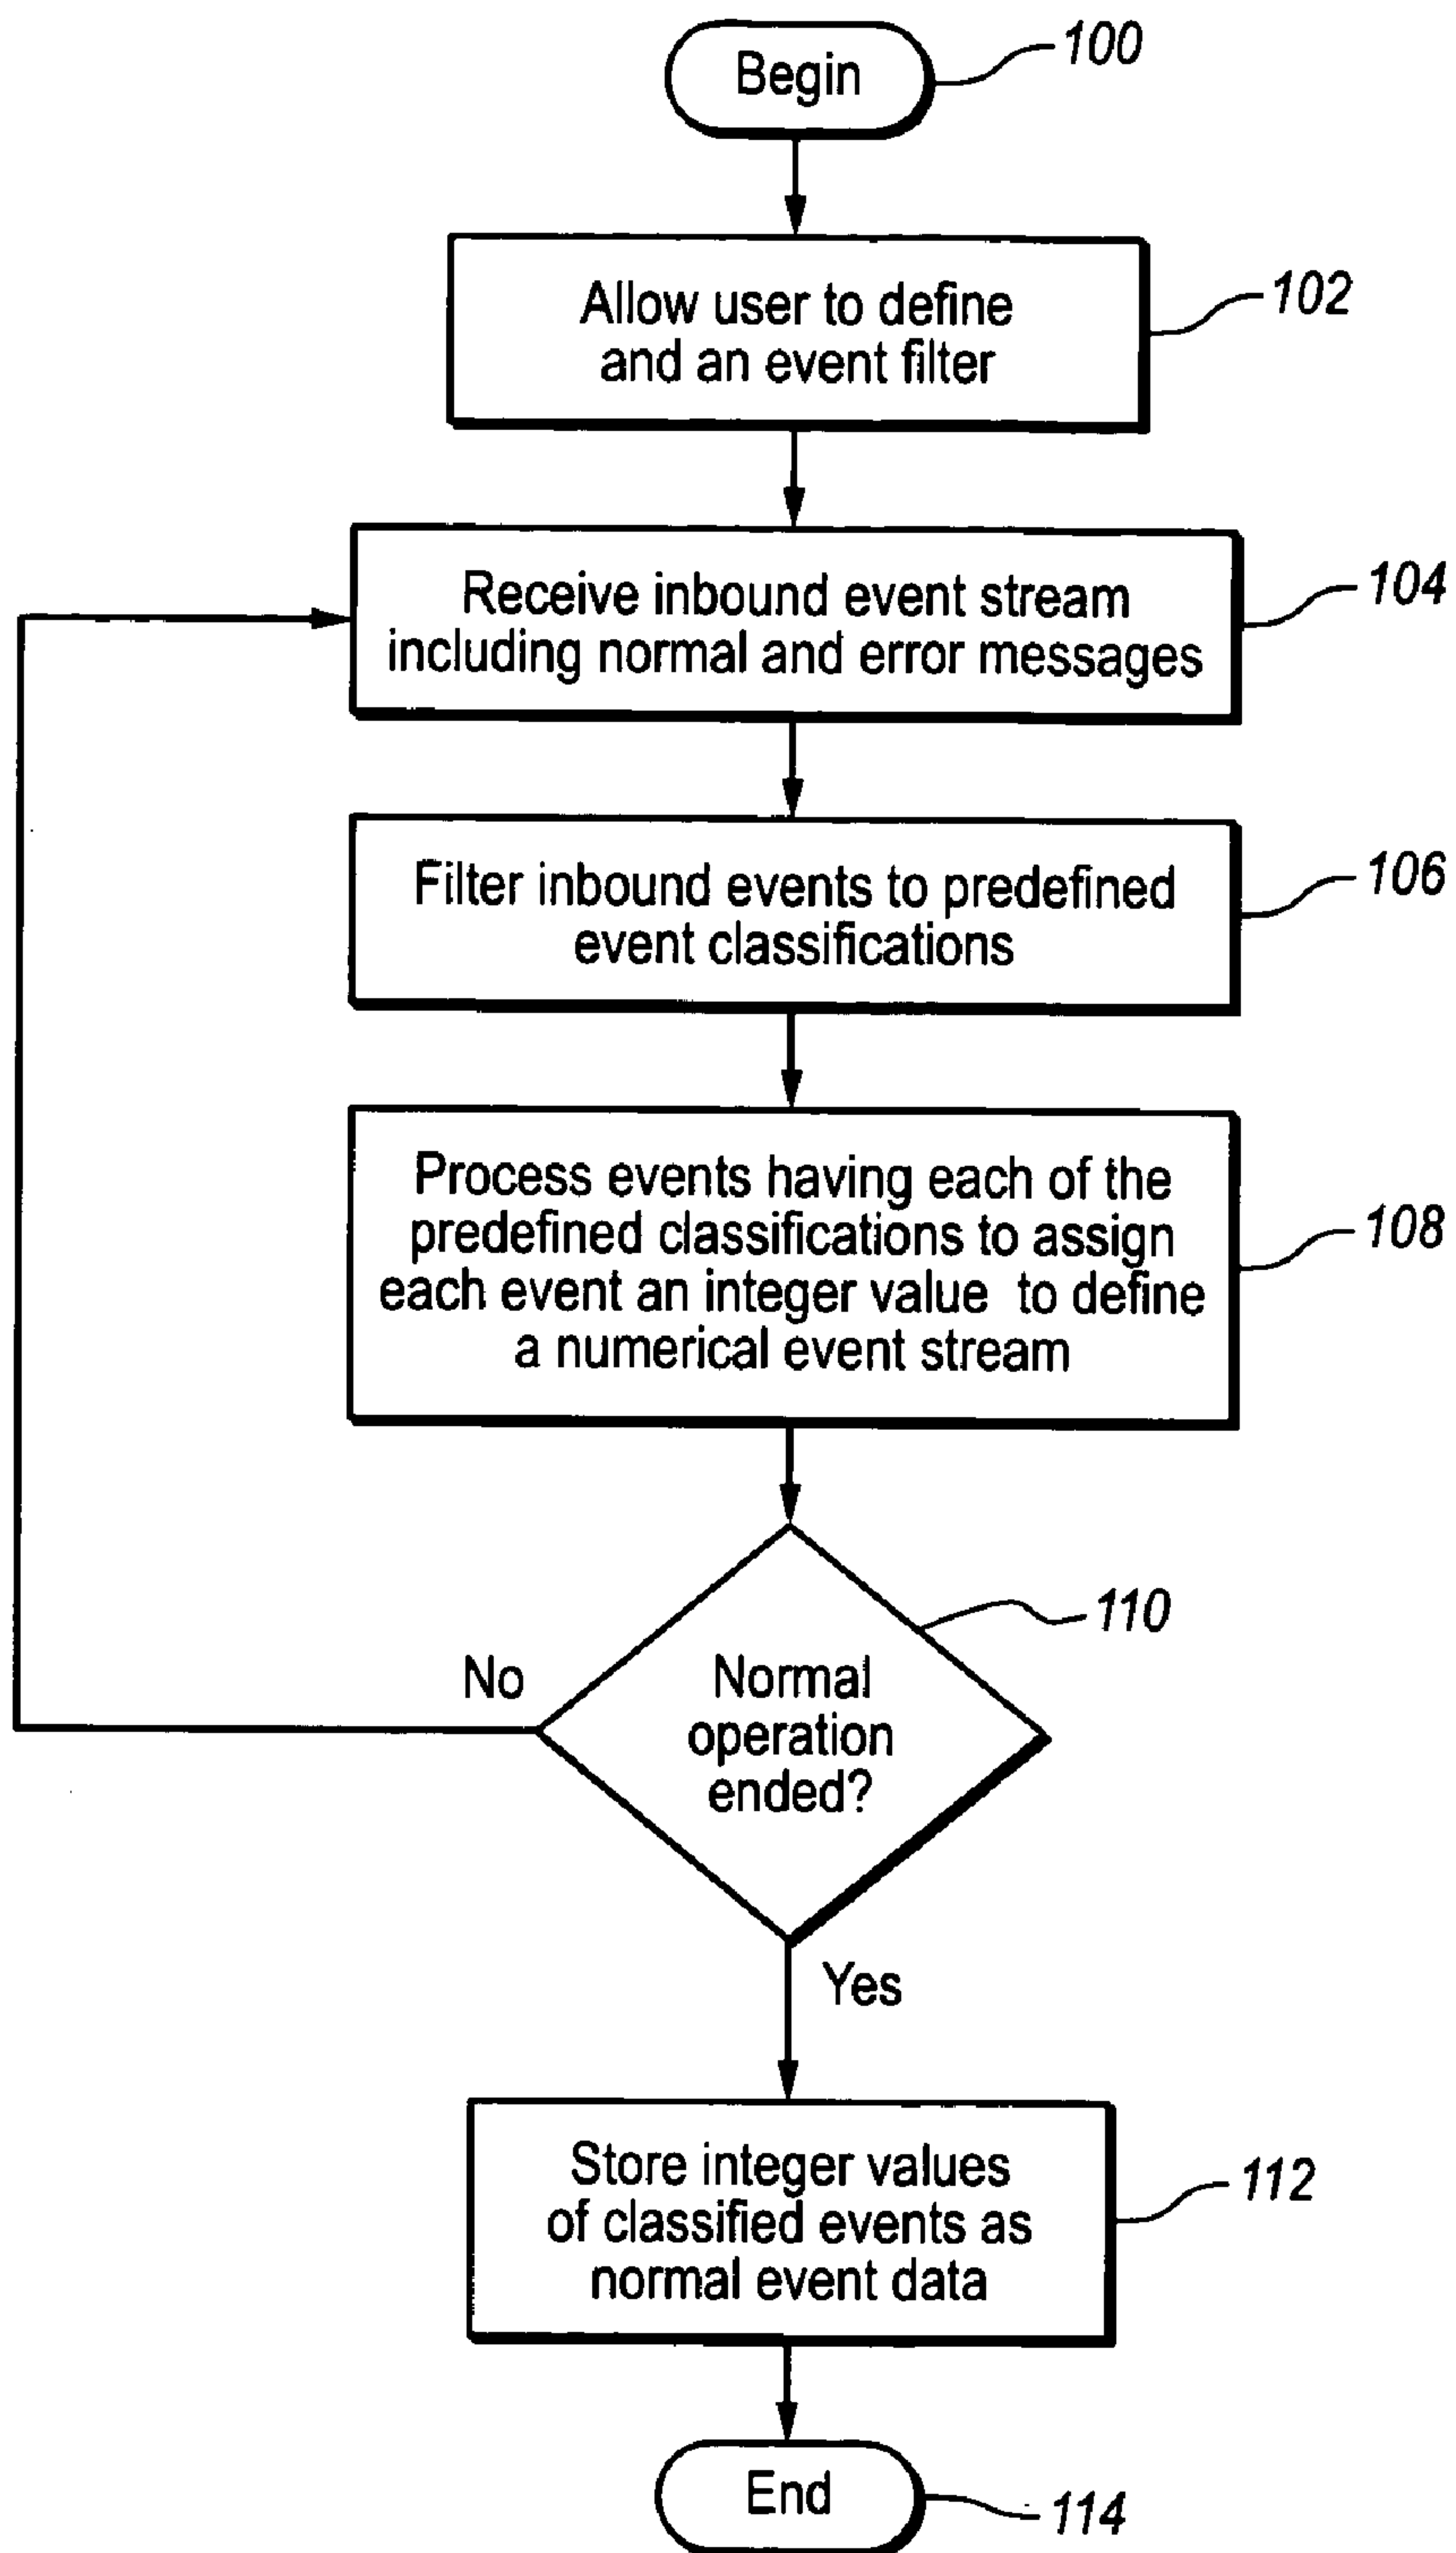 Begin
100
Allow user to define
and an event filter
102
Receive inbound event stream
including normal and error messages
104
Filter inbound events to predefined
event classifications
106
Process events having each of the
predefined classifications to assign
each event an integer value to define
a numerical event stream
108
Normal
operation
ended?
110
No
Yes
Store integer values
of classified events as
normal event data
112
End
114